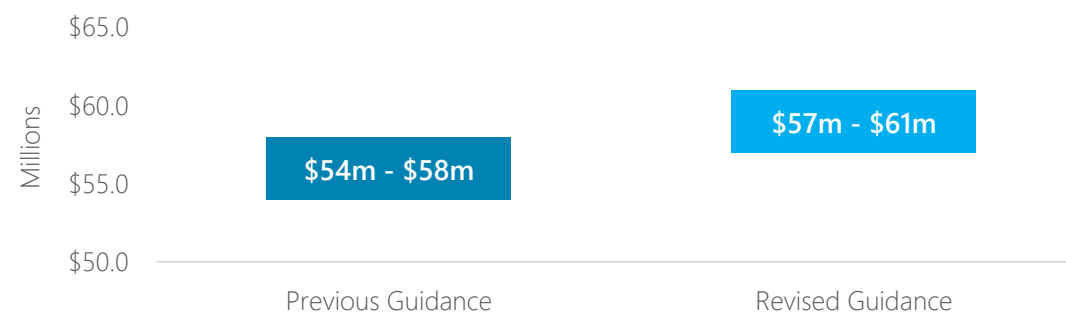 $65.0
$60.0
$55.0
$50.0
Millions
$54m - $58m
$57m - $61m
Previous Guidance
Revised Guidance